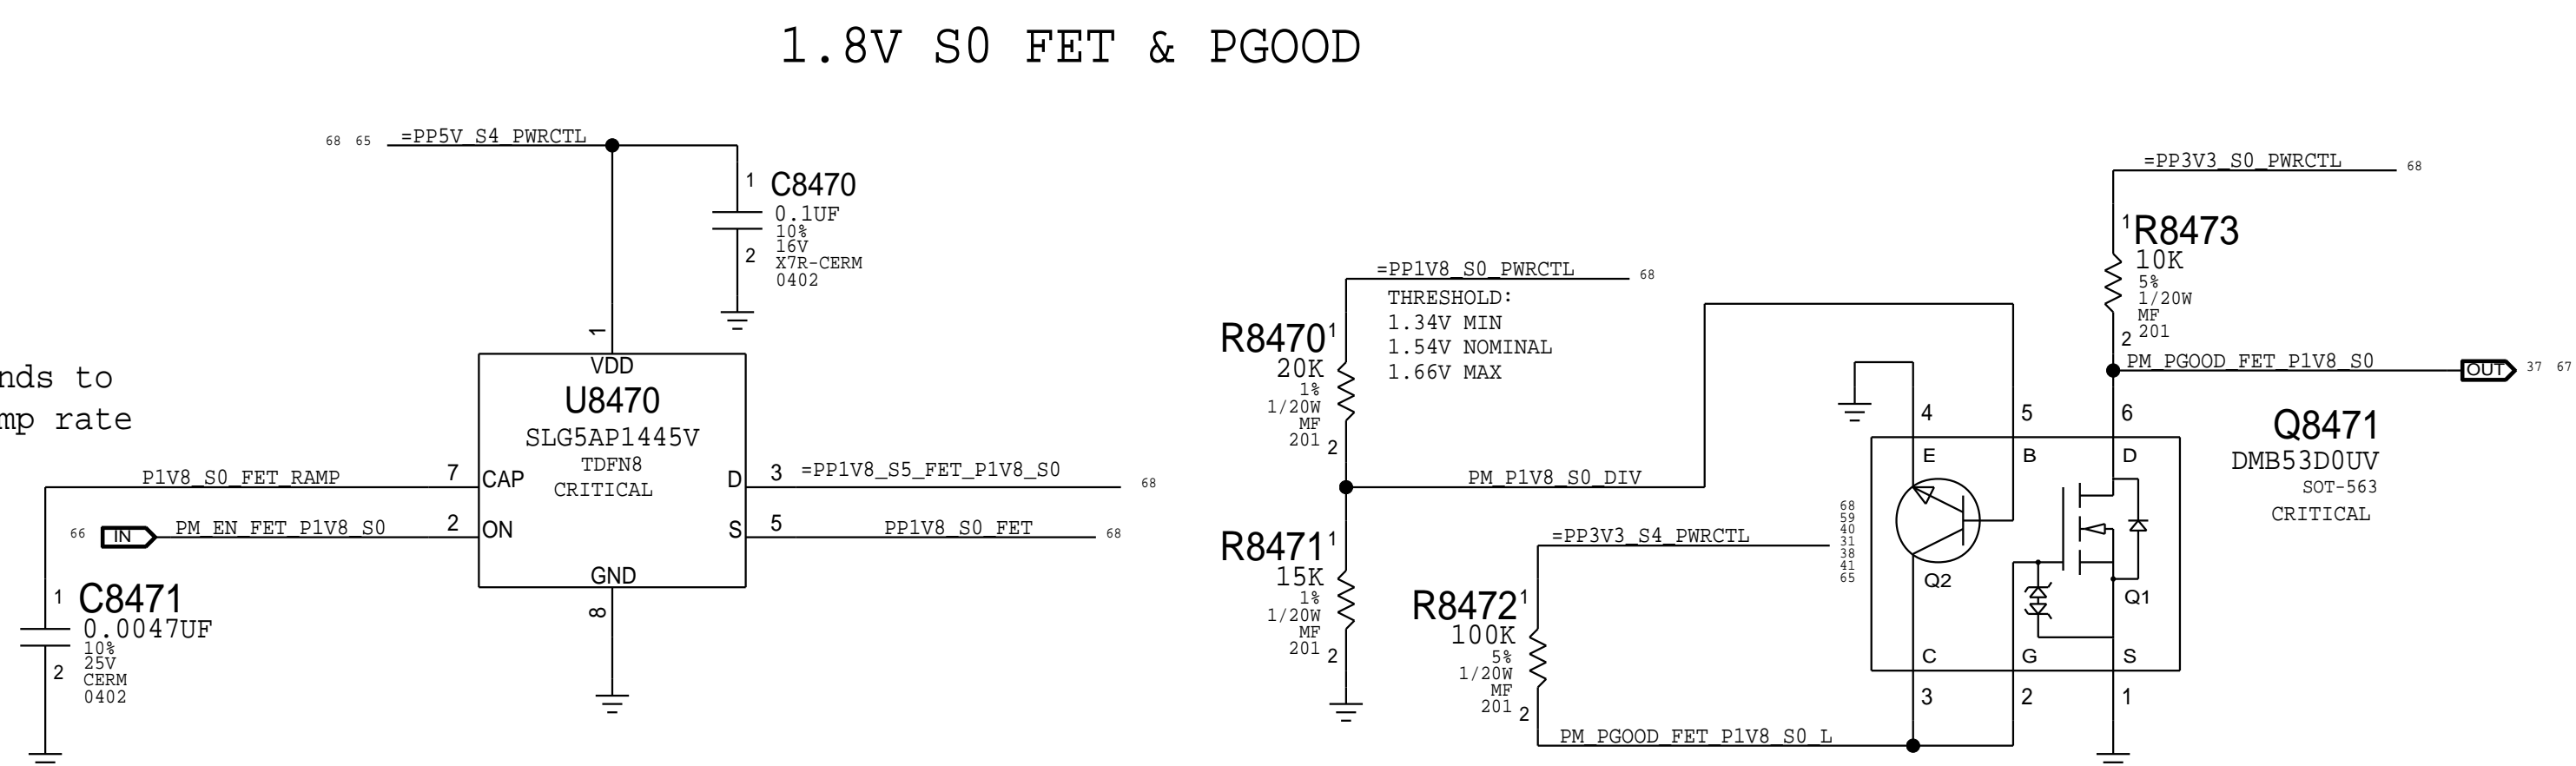 1.8V S0 FET & PGOOD
68 65 =PP5V_S4_PWRCTL
1 C8470
0.1UF
10%
16V
X7R-CERM
0402
2
nds to
mp rate
1
VDD
U8470
SLG5AP1445V
TDFN8
CRITICAL
P1V8_S0_FET_RAMP 7 CAP
66 IN PM_EN_FET_P1V8_S0 2 ON
D 3 =PP1V8_S5_FET_P1V8_S0 68
S 5 PP1V8_S0_FET 68
GND
8
1 C8471
0.0047UF
10%
25V
CERM
0402
2
=PP1V8_S0_PWRCTL 68
THRESHOLD:
1.34V MIN
1.54V NOMINAL
1.66V MAX
R8470 1
20K
1%
1/20W
MF
201 2
PM_P1V8_S0_DIV
R8471 1
15K
1%
1/20W
MF
201 2
=PP3V3_S4_PWRCTL
68
59
40
31
38
41
65
R8472 1
100K
5%
1/20W
MF
201 2
PM_PGOOD_FET_P1V8_S0_L
=PP3V3_S0_PWRCTL 68
1 R8473
10K
5%
1/20W
MF
2 201
PM_PGOOD_FET_P1V8_S0 OUT 37 67
4 5 6
E B D
Q2 Q1
C G S
3 2 1
Q8471
DMB53D0UV
SOT-563
CRITICAL